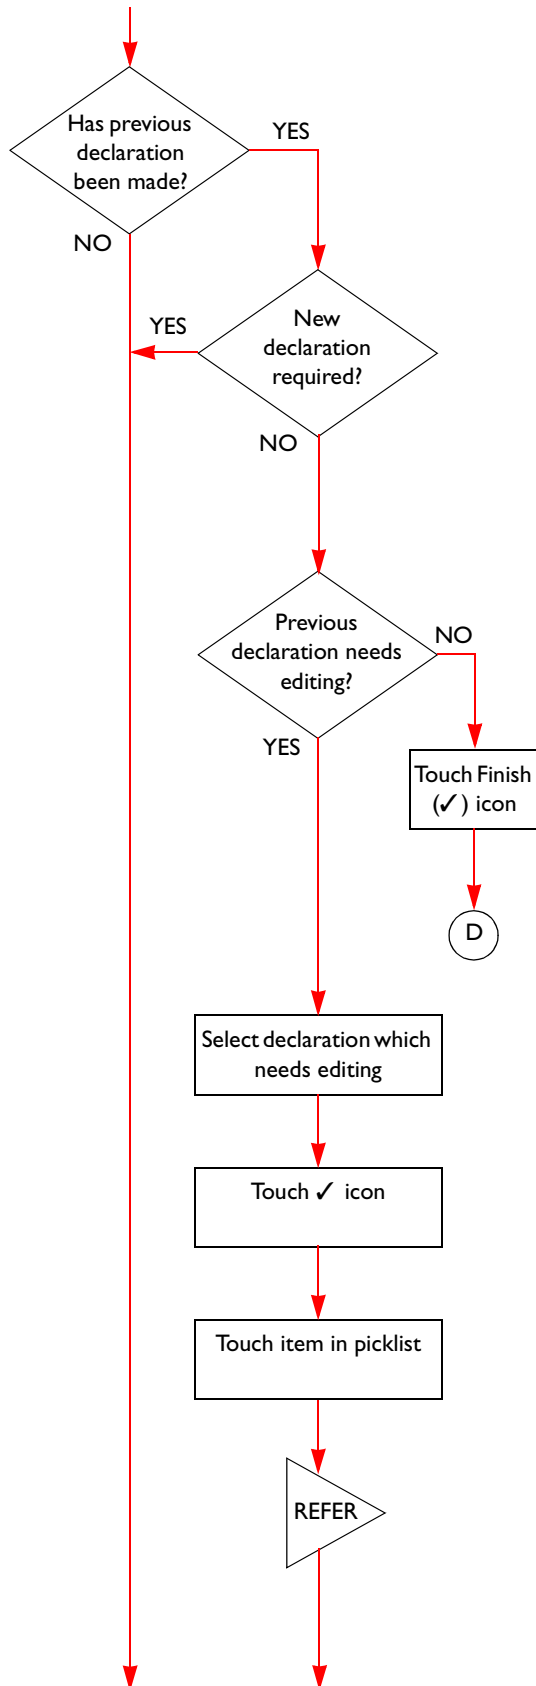 Has previous
declaration
been made?
YES
NO
New
declaration
required?
YES
NO
Previous
declaration needs
editing?
NO
YES
Touch Finish
(✓) icon
D
Select declaration which
needs editing
Touch ✓ icon
Touch item in picklist
REFER